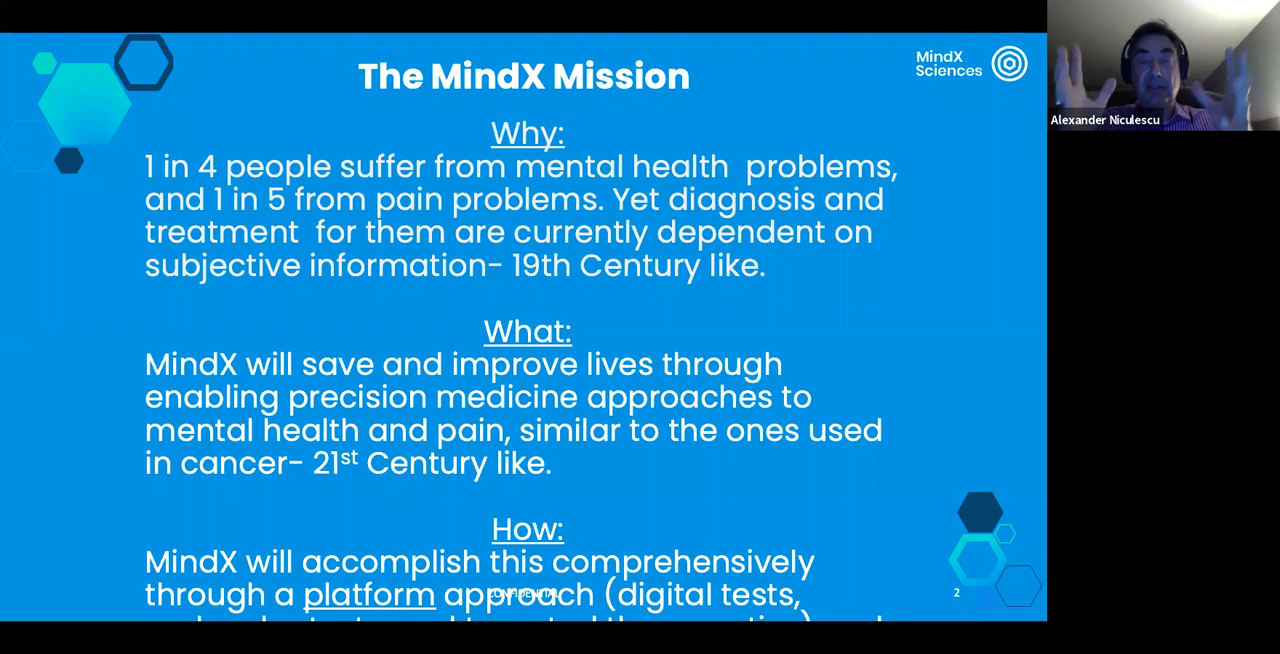 The MindX Mission
MindX
Sciences
Why:
1 in 4 people suffer from mental health  problems,
and 1 in 5 from pain problems. Yet diagnosis and
treatment  for them are currently dependent on
subjective information- 19th Century like.
What:
MindX will save and improve lives through
enabling precision medicine approaches to
mental health and pain, similar to the ones used
in cancer- 21st Century like.
How:
MindX will accomplish this comprehensively
through a platform approach (digital tests,
CONFIDENTIAL
2
Alexander Niculescu